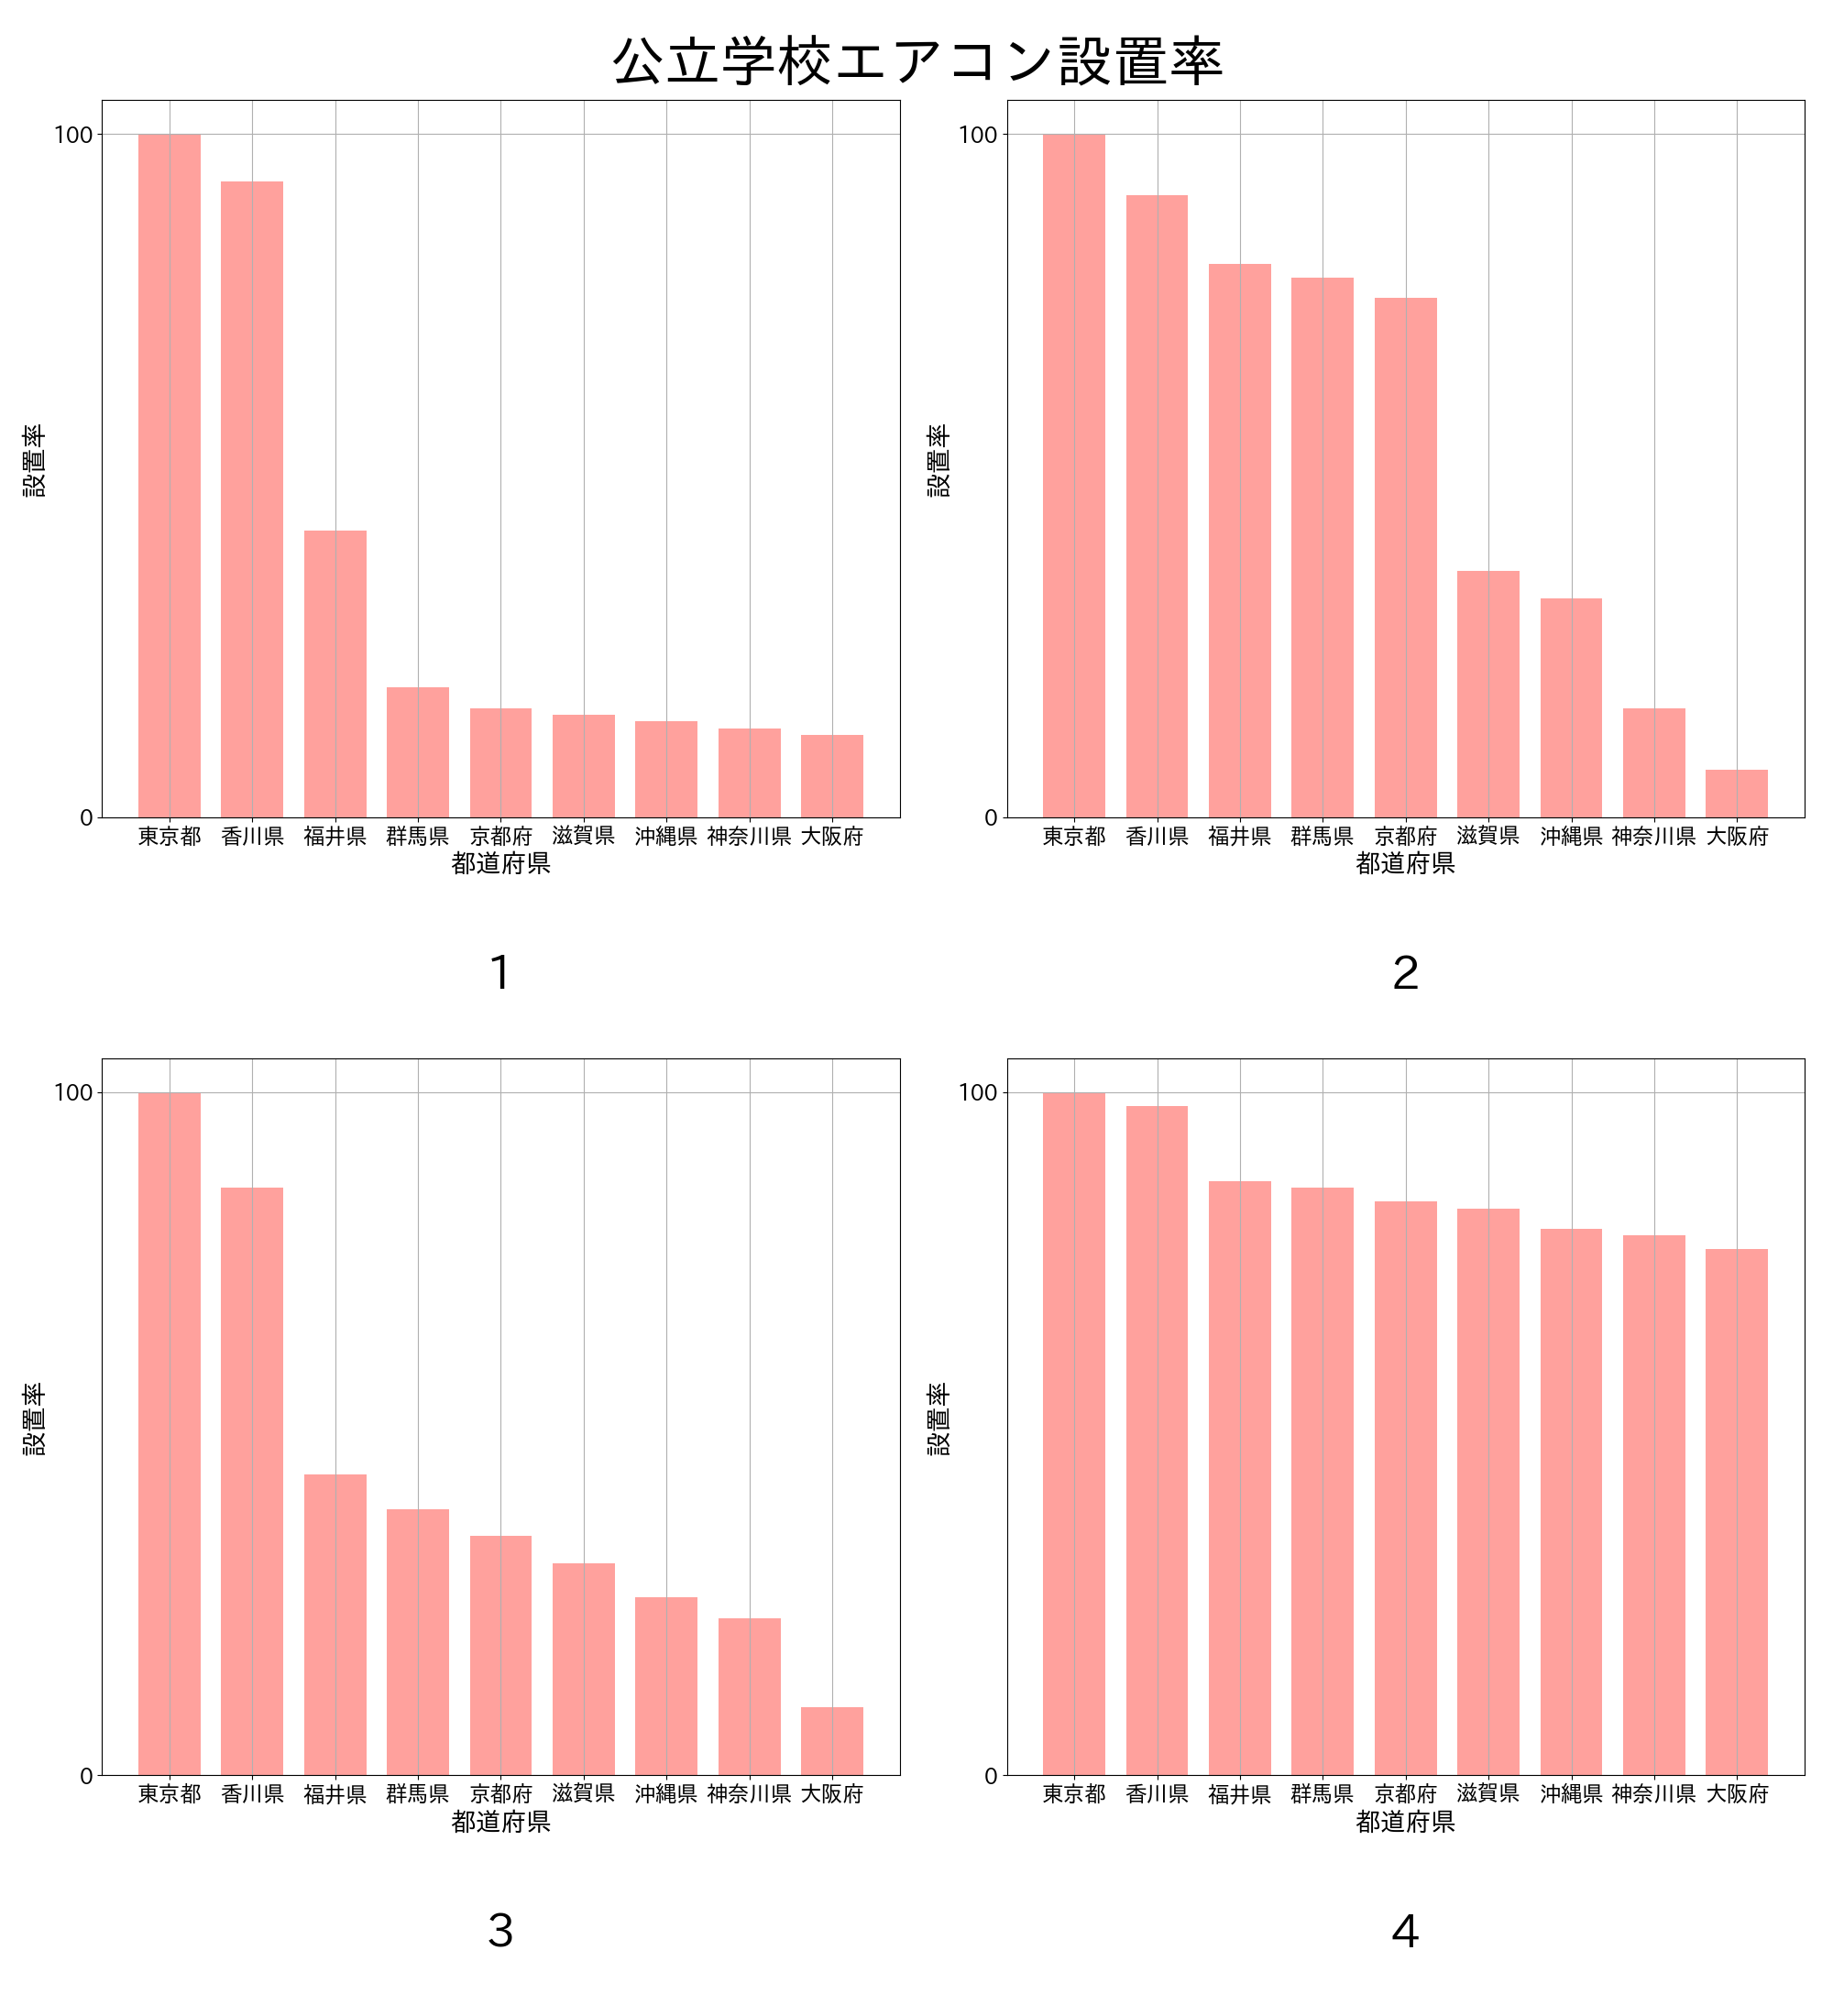 公立学校エアコン設置率
100
設置率
0
東京都 香川県 福井県 群馬県 京都府 滋賀県 沖縄県 神奈川県 大阪府
都道府県
1
100
設置率
0
東京都 香川県 福井県 群馬県 京都府 滋賀県 沖縄県 神奈川県 大阪府
都道府県
2
100
設置率
0
東京都 香川県 福井県 群馬県 京都府 滋賀県 沖縄県 神奈川県 大阪府
都道府県
3
100
設置率
0
東京都 香川県 福井県 群馬県 京都府 滋賀県 沖縄県 神奈川県 大阪府
都道府県
4